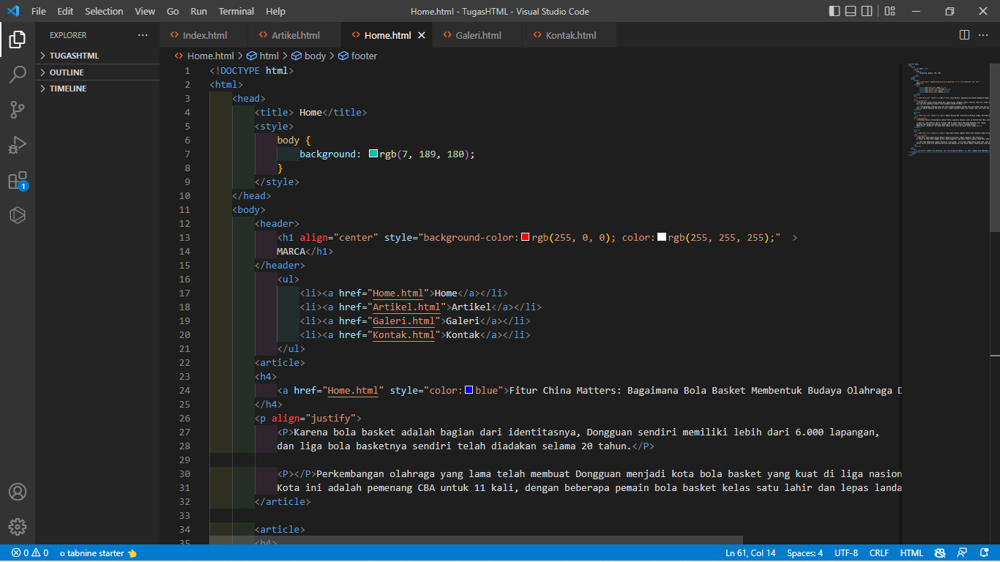 File Edit Selection View Go Run Terminal Help Home.html - TugasHTML - Visual Studio Code
EXPLORER
TUGASHTML
OUTLINE
TIMELINE
Index.html Artikel.html Home.html Galeri.html Kontak.html
Home.html > html > body > footer
1 <!DOCTYPE html>
2 <html>
3 <head>
4 <title> Home</title>
5 <style>
6 body {
7 background: rgb(7, 189, 180);
8 }
9 </style>
10 </head>
11 <body>
12 <header>
13 <h1 align="center" style="background-color: rgb(255, 0, 0); color: rgb(255, 255, 255);" >
14 MARCA</h1>
15 </header>
16 <ul>
17 <li><a href="Home.html">Home</a></li>
18 <li><a href="Artikel.html">Artikel</a></li>
19 <li><a href="Galeri.html">Galeri</a></li>
20 <li><a href="Kontak.html">Kontak</a></li>
21 </ul>
22 <article>
23 <h4>
24 <a href="Home.html" style="color: blue">Fitur China Matters: Bagaimana Bola Basket Membentuk Budaya Olahraga D
25 </h4>
26 <p align="justify">
27 <P>Karena bola basket adalah bagian dari identitasnya, Dongguan sendiri memiliki lebih dari 6.000 lapangan,
28 dan liga bola basketnya sendiri telah diadakan selama 20 tahun.</P>
29
30 <P></P>Perkembangan olahraga yang lama telah membuat Dongguan menjadi kota bola basket yang kuat di liga nasion
31 Kota ini adalah pemenang CBA untuk 11 kali, dengan beberapa pemain bola basket kelas satu lahir dan lepas landa
32 </article>
33
34 <article>
35 <h4>
1
0 0 tabnine starter Ln 61, Col 14 Spaces: 4 UTF-8 CRLF HTML